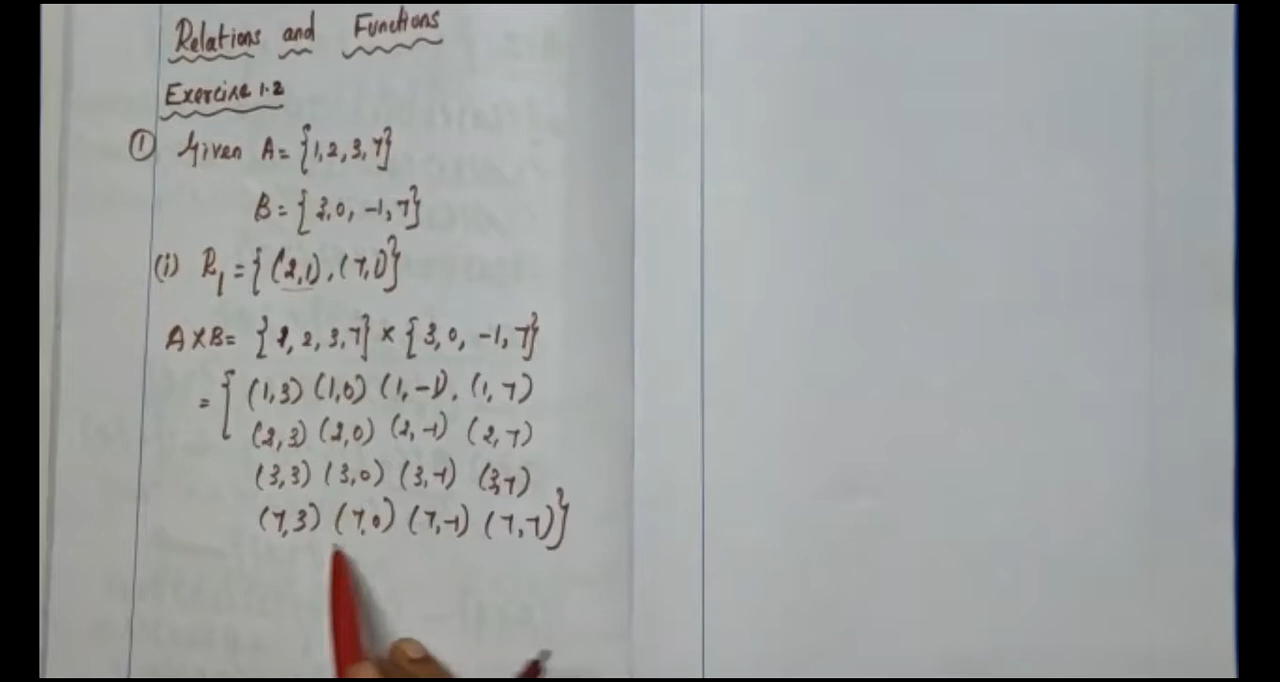 Relations and Functions
Exercise 1.2
① Given A = {1, 2, 3, 7}
B = {3, 0, -1, 7}
(i) R₁ = { (2,1), (7,1)}
A X B = {1, 2, 3, 7} × {3, 0, -1, 7}
= { (1,3) (1,0) (1,-1), (1, 7)
(2,3) (2,0) (2,-1) (2, 7)
(3,3) (3,0) (3,-1) (3,7)
(7,3) (7,0) (7,-1) (7,7)}